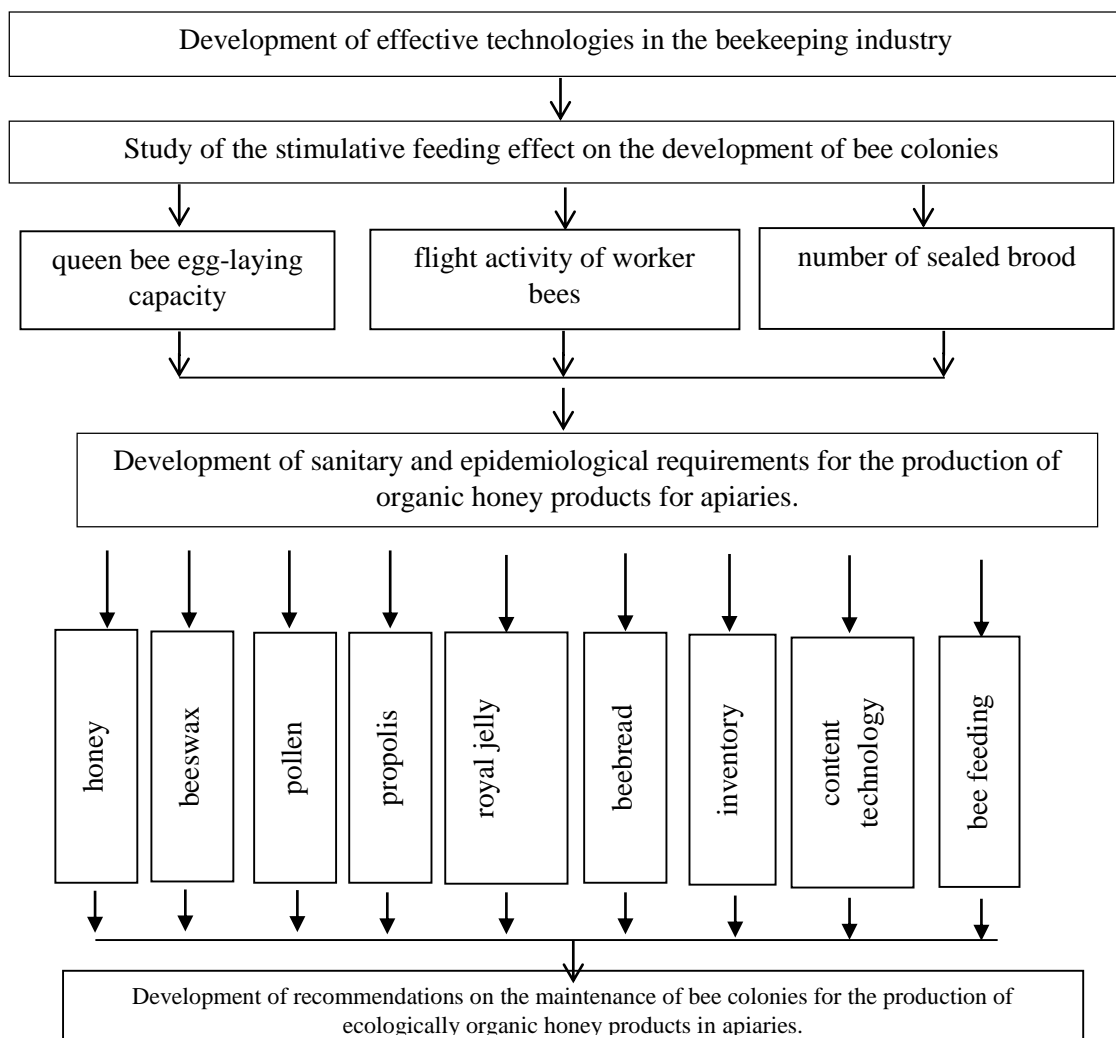 Development of effective technologies in the beekeeping industry
Study of the stimulative feeding effect on the development of bee colonies
queen bee egg-laying
capacity
flight activity of worker
bees
number of sealed brood
Development of sanitary and epidemiological requirements for the production of
organic honey products for apiaries.
honey
beeswax
pollen
propolis
royal jelly
beebread
inventory
content
technology
bee feeding
Development of recommendations on the maintenance of bee colonies for the production of
ecologically organic honey products in apiaries.